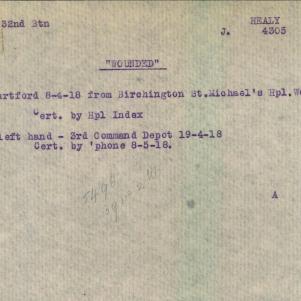 32nd Btn HEALY
J. 4305
"WOUNDED"
artford 8-4-18 from Birchington St.Michael's Hpl. W
Cert. by Hpl Index
left hand - 3rd Command Depot 19-4-18
Cert. by 'phone 8-5-18.
A